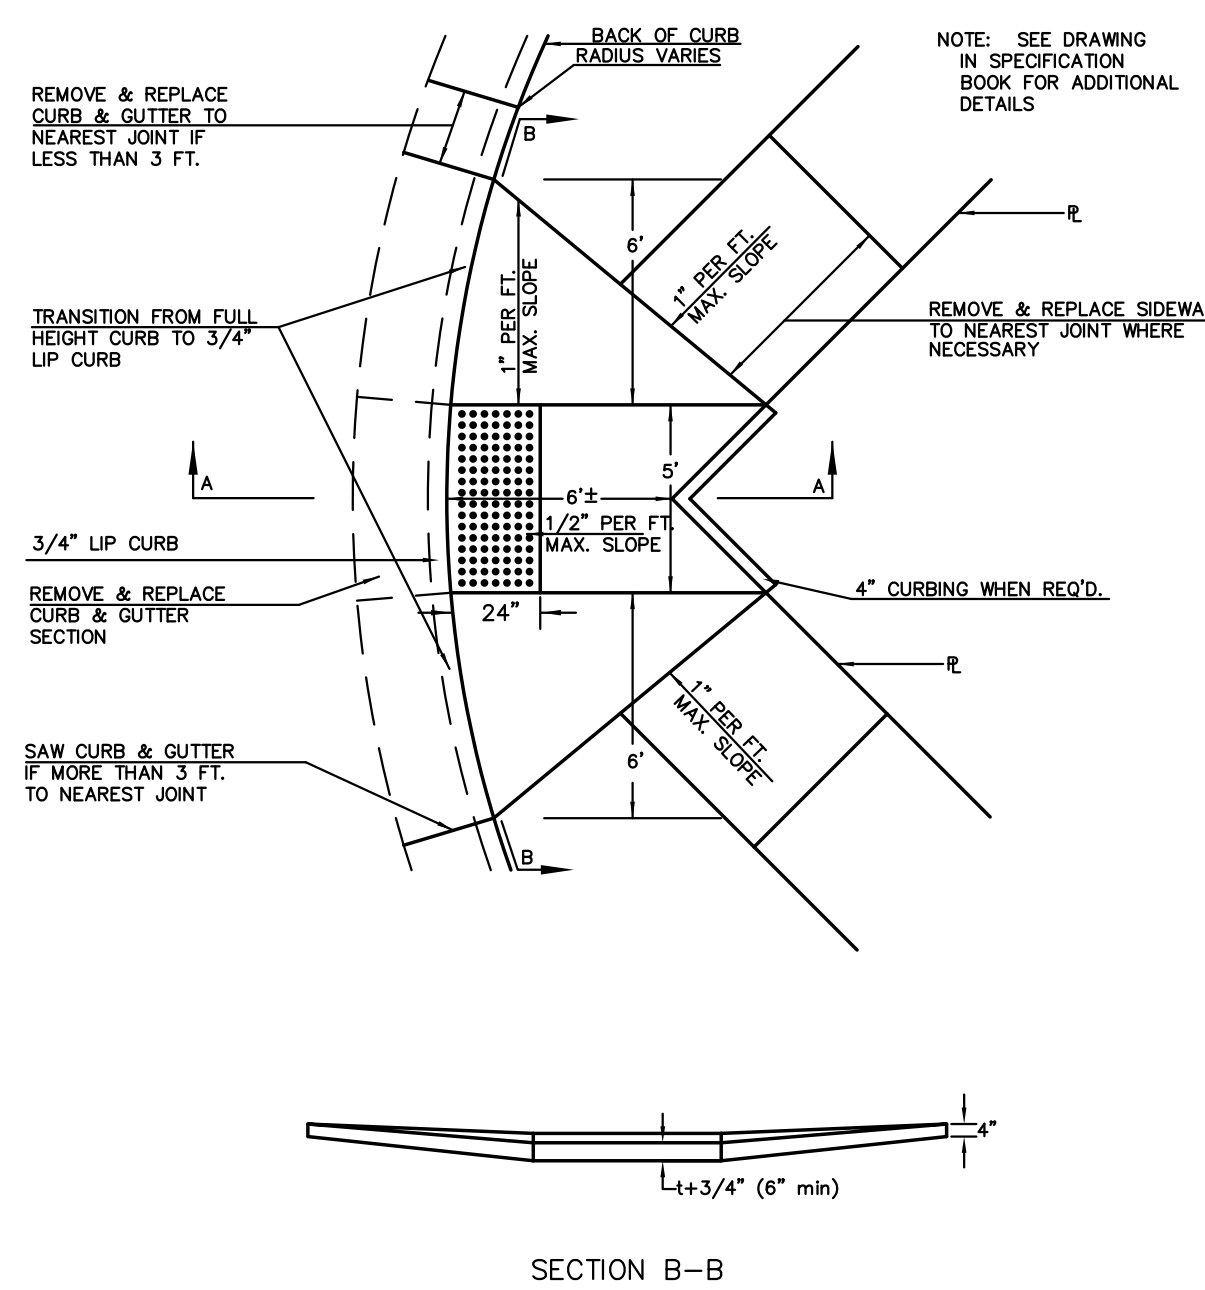 BACK OF CURB
RADIUS VARIES
NOTE: SEE DRAWING
IN SPECIFICATION
BOOK FOR ADDITIONAL
DETAILS
REMOVE & REPLACE
CURB & GUTTER TO
NEAREST JOINT IF
LESS THAN 3 FT.
B
PL
6'
1" PER FT.
MAX. SLOPE
1" PER FT.
MAX. SLOPE
TRANSITION FROM FULL
HEIGHT CURB TO 3/4"
LIP CURB
REMOVE & REPLACE SIDEWA
TO NEAREST JOINT WHERE
NECESSARY
A
5'
A
6'±
1/2" PER FT.
MAX. SLOPE
3/4" LIP CURB
REMOVE & REPLACE
CURB & GUTTER
SECTION
24"
4" CURBING WHEN REQ'D.
PL
1" PER FT.
MAX. SLOPE
SAW CURB & GUTTER
IF MORE THAN 3 FT.
TO NEAREST JOINT
6'
B
4"
t+3/4" (6" min)
SECTION B-B